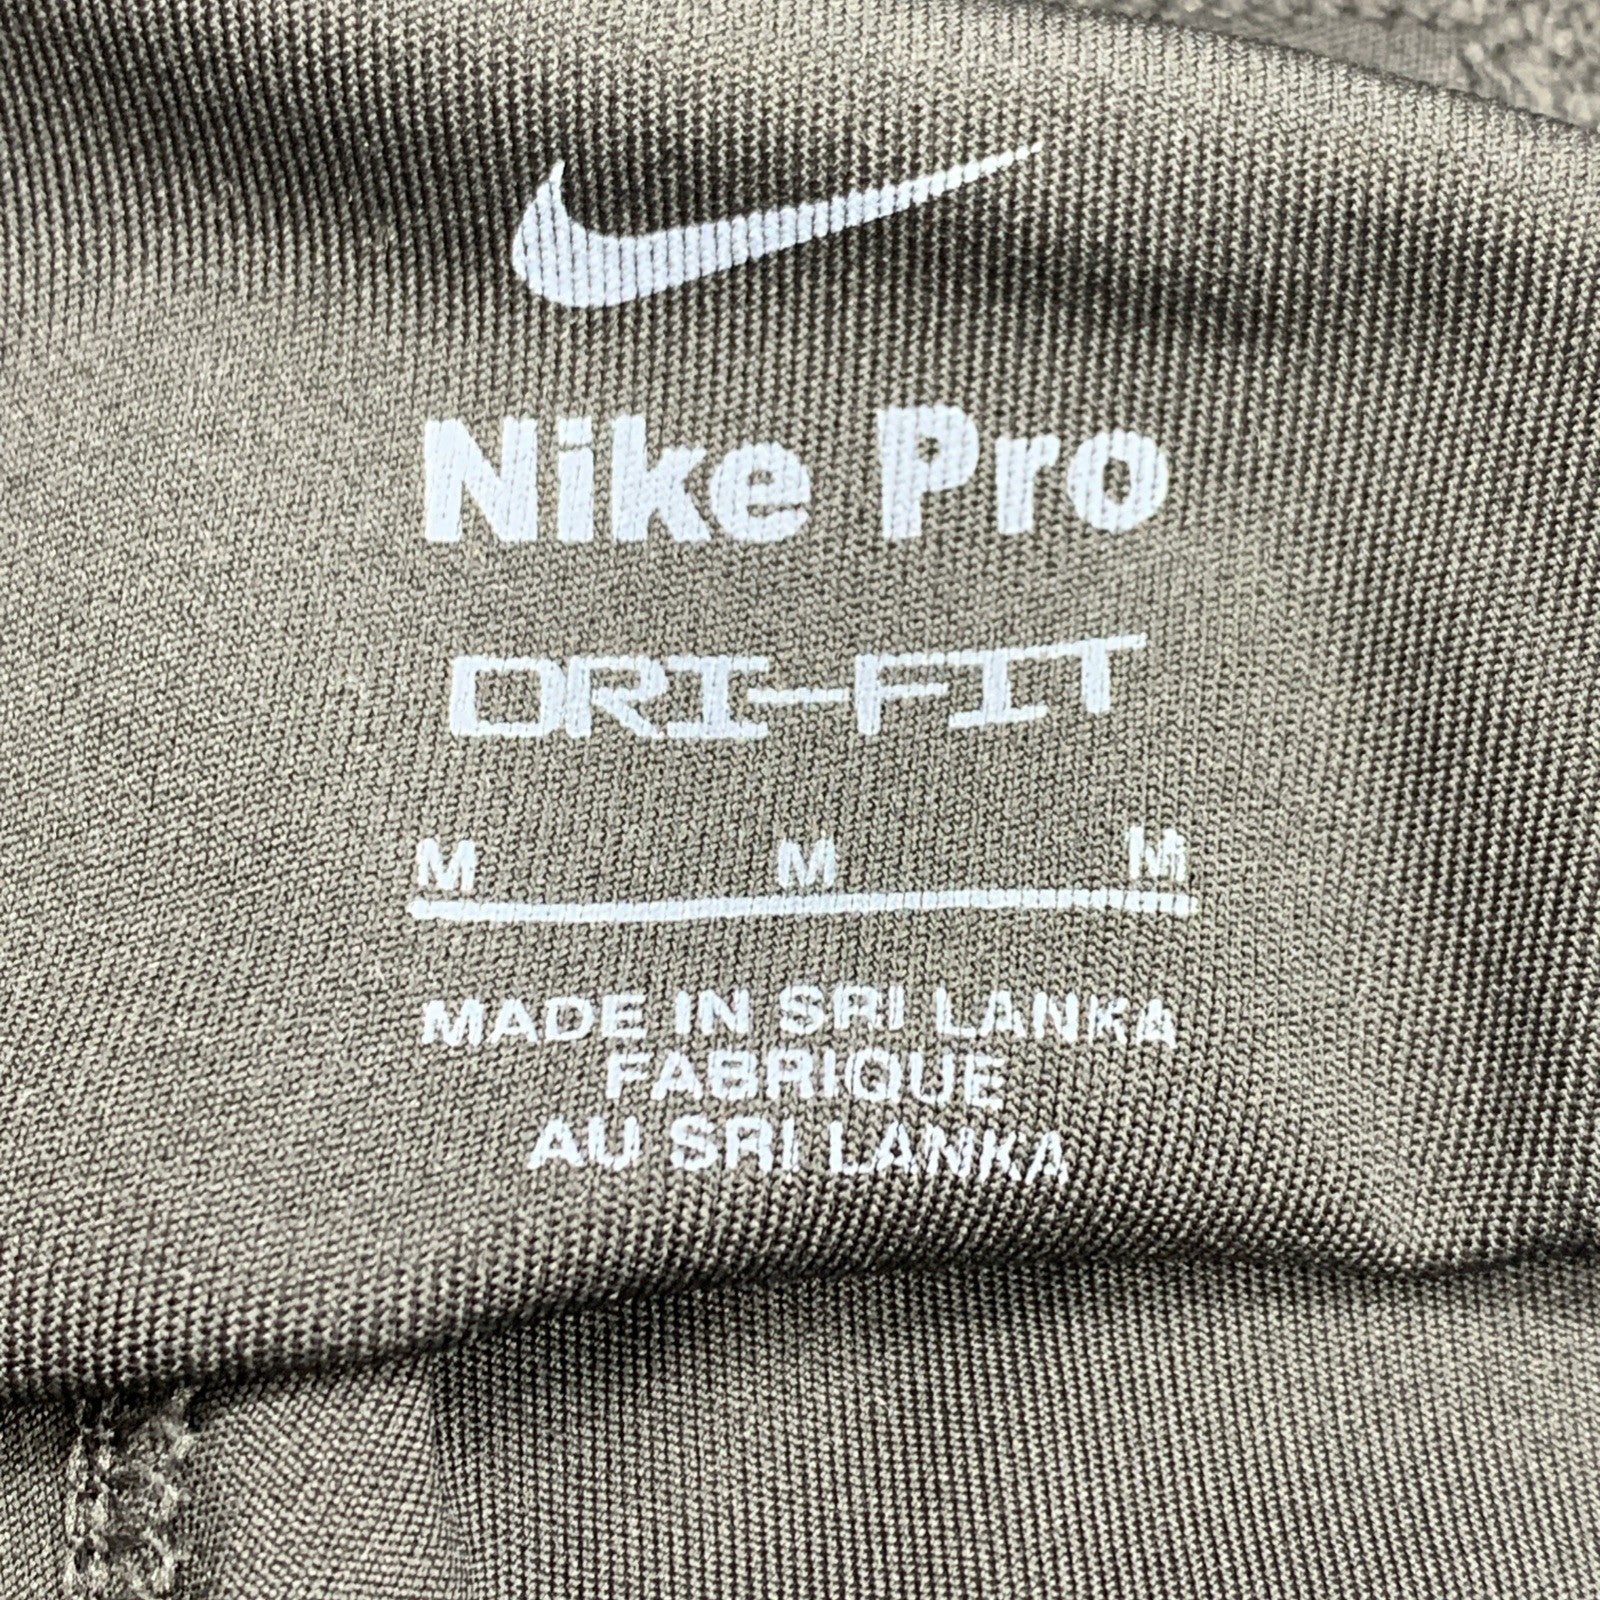 Nike Pro
DRI-FIT
M M M
MADE IN SRI LANKA
FABRIQUE
AU SRI LANKA